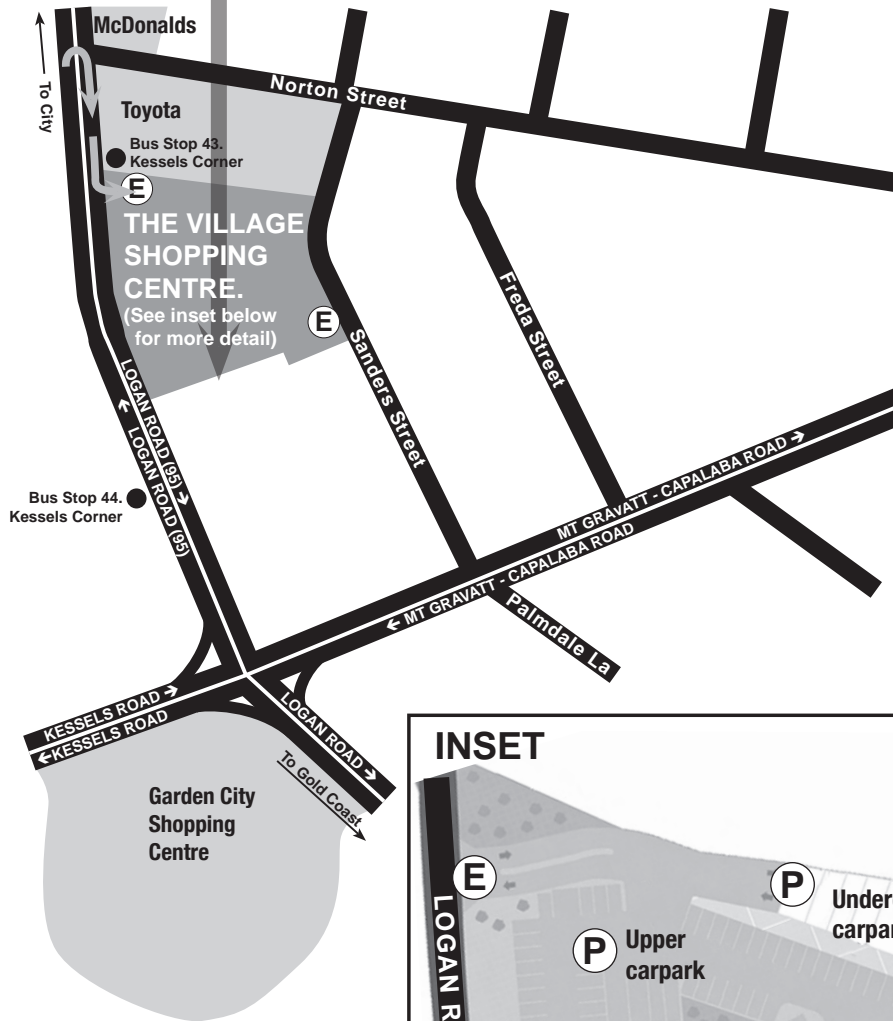 McDonalds
To City
Norton Street
Toyota
Bus Stop 43.
Kessels Corner
E
THE VILLAGE
SHOPPING
CENTRE.
(See inset below
for more detail)
E
Sanders Street
Freda Street
LOGAN ROAD (95) →
← LOGAN ROAD (95)
Bus Stop 44.
Kessels Corner
MT GRAVATT - CAPALABA ROAD →
← MT GRAVATT - CAPALABA ROAD
Palmdale La
KESSELS ROAD →
←KESSELS ROAD
LOGAN ROAD →
To Gold Coast
Garden City
Shopping
Centre
INSET
E
LOGAN R
P
Upper
carpark
P
Under
carpar